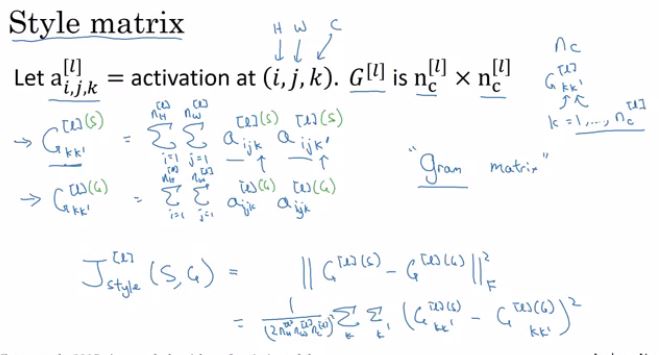 Style matrix
H W C
Let a^{[l]}_{i,j,k} = activation at (i, j, k). G^{[l]} is n_c^{[l]} × n_c^{[l]}
n_c
G^{[l]}_{kk'}
k = 1, ..., n_c^{[l]}
→ G^{[l](S)}_{kk'} = Σ_{i=1}^{n_H^{[l]}} Σ_{j=1}^{n_W^{[l]}} a^{[l](S)}_{ijk} a^{[l](S)}_{ijk'}
"Gram matrix"
→ G^{[l](G)}_{kk'} = Σ_{i=1}^{n_H^{[l]}} Σ_{j=1}^{n_W^{[l]}} a^{[l](G)}_{ijk} a^{[l](G)}_{ijk}
J^{[l]}_{style}(S, G) = || G^{[l](S)} - G^{[l](G)} ||^2_F
= 1/(2 n_H^{[l]} n_W^{[l]} n_C^{[l]})^2 Σ_k Σ_{k'} (G^{[l](S)}_{kk'} - G^{[l](G)}_{kk'})^2